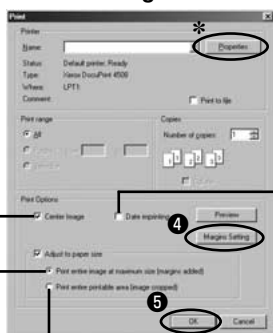 Print
*
Printer
Name:
Properties
Status: Default printer; Ready
Type: Xerox DocuPrint 4508
Where: LPT1:
Comment:
Print to file
Print range
All
Copies
Number of copies: 1
Print Options
Center Image
Date imprinting
Preview
4
Margins Setting
Adjust to paper size
Print entire image at maximum size (margins added)
Print entire printable area (image cropped)
5
OK
Cancel